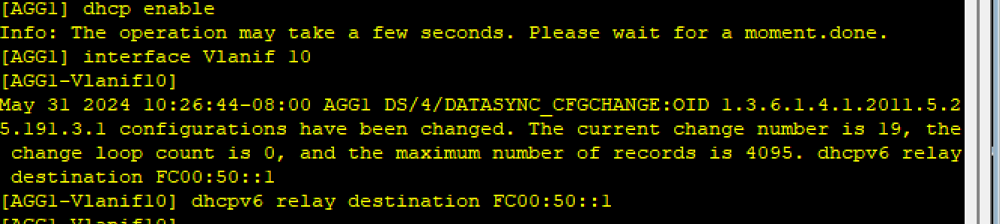 [AGG1] dhcp enable
Info: The operation may take a few seconds. Please wait for a moment.done.
[AGG1] interface Vlanif 10
[AGG1-Vlanif10]
May 31 2024 10:26:44-08:00 AGG1 DS/4/DATASYNC_CFGCHANGE:OID 1.3.6.1.4.1.2011.5.2
5.191.3.1 configurations have been changed. The current change number is 19, the
change loop count is 0, and the maximum number of records is 4095. dhcpv6 relay
destination FC00:50::1
[AGG1-Vlanif10] dhcpv6 relay destination FC00:50::1
[AGG1-Vlanif10]